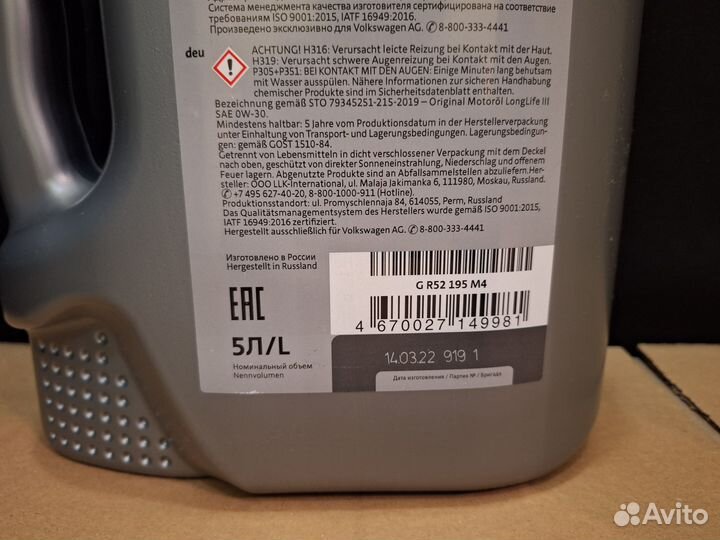 Система менеджмента качества изготовителя сертифицирована на соответствие
требованиям ISO 9001:2015, IATF 16949:2016.
Произведено эксклюзивно для Volkswagen AG. ✆ 8-800-333-4441
deu
ACHTUNG! H316: Verursacht leichte Reizung bei Kontakt mit der Haut.
H319: Verursacht schwere Augenreizung bei Kontakt mit den Augen.
P305+P351: BEI KONTAKT MIT DEN AUGEN: Einige Minuten lang behutsam
mit Wasser ausspülen. Nähere Informationen zur sicheren Handhabung
chemischer Produkte sind im Sicherheitsdatenblatt enthalten.
Bezeichnung gemäß STO 79345251-215-2019 – Original Motoröl LongLife III
SAE 0W-30.
Mindestens haltbar: 5 Jahre vom Produktionsdatum in der Herstellerverpackung
unter Einhaltung von Transport- und Lagerungsbedingungen. Lagerungsbedingun-
gen: gemäß GOST 1510-84.
Getrennt von Lebensmitteln in dicht verschlossener Verpackung mit dem Deckel
nach oben, geschützt von direkter Sonneneinstrahlung, Niederschlag und offenem
Feuer lagern. Abgenutzte Produkte sind an Abfallsammelstellen abzuliefern. Her-
steller: OOO LLK-International, ul. Malaja Jakimanka 6, 119180, Moskau, Russland.
✆ +7 495 627-40-20, 8-800-1000-911 (Hotline).
Produktionsstandort: ul. Promyschlennaja 84, 614055, Perm, Russland.
Das Qualitätsmanagementsystem des Herstellers wurde gemäß ISO 9001:2015,
IATF 16949:2016 zertifiziert.
Hergestellt ausschließlich für Volkswagen AG. ✆ 8-800-333-4441
Изготовлено в России
Hergestellt in Russland
G R52 195 M4
EAC
4 670027 149981
5Л/L
Номинальный объем
Nennvolumen
14.03.22 919 1
Дата изготовления / Партия № / Бригада
Avito